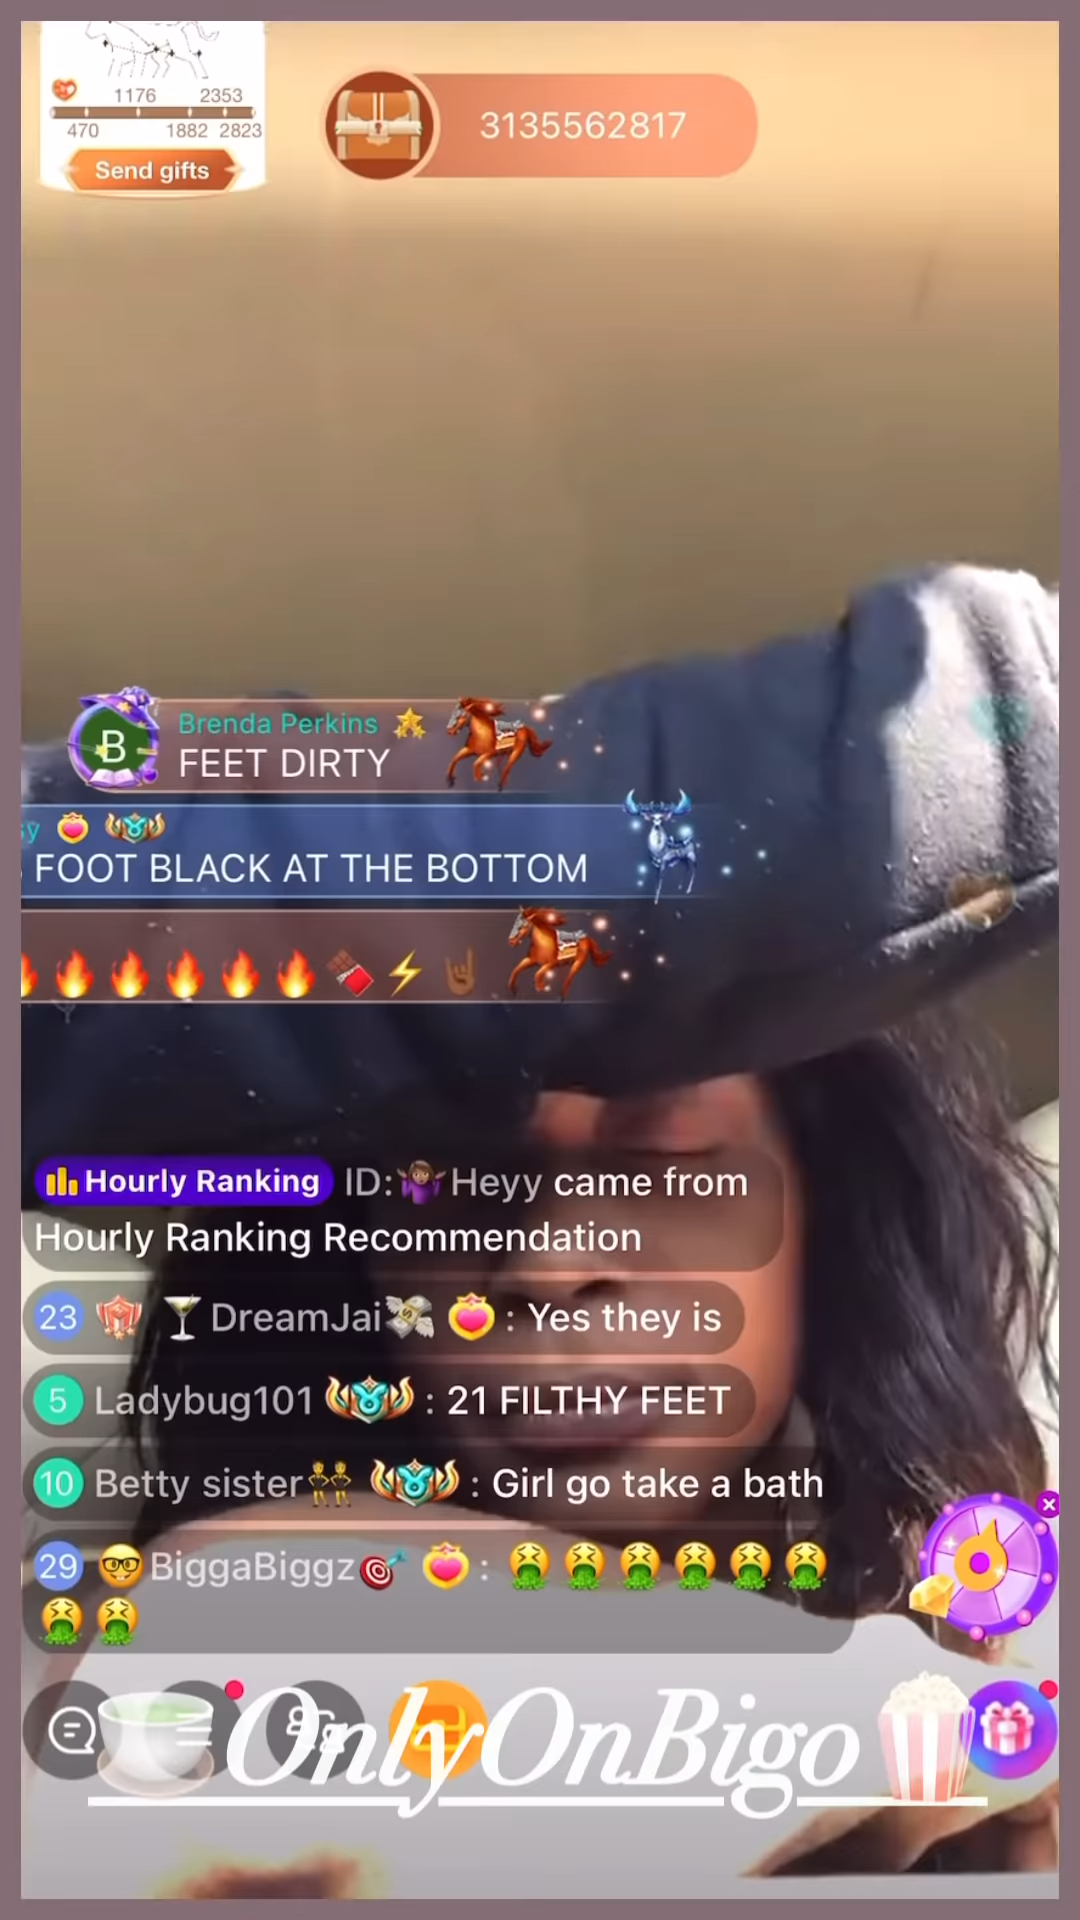 1176 2353
470 1882 2823
Send gifts
3135562817
B
Brenda Perkins
FEET DIRTY
FOOT BLACK AT THE BOTTOM
Hourly Ranking ID:🤷🏾‍♀️Heyy came from
Hourly Ranking Recommendation
23 🍸DreamJai💸 : Yes they is
5 Ladybug101 : 21 FILTHY FEET
10 Betty sister👯 : Girl go take a bath
29 🤓BiggaBiggz🎯 : 🤮🤮🤮🤮🤮🤮
🤮🤮
OnlyOnBigo